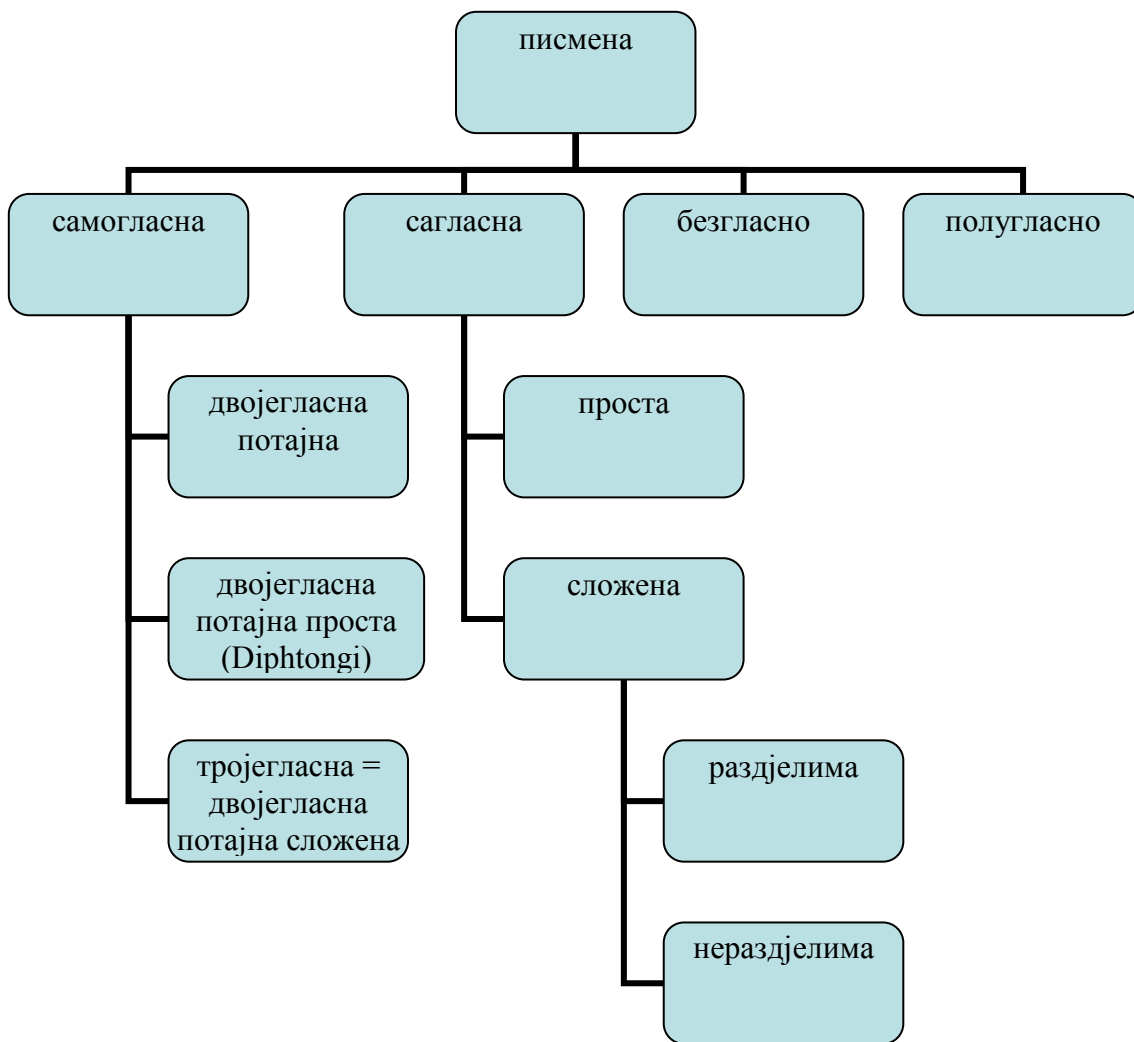 писмена
самогласна
сагласна
безгласно
полугласно
двојегласна
потајна
проста
двојегласна
потајна проста
(Diphtongi)
сложена
тројегласна =
двојегласна
потајна сложена
раздјелима
нераздјелима